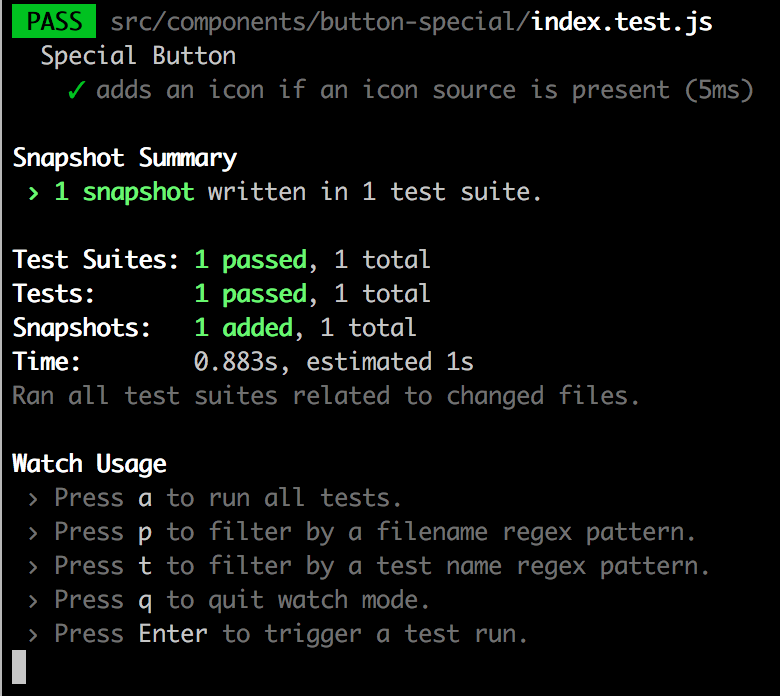 PASS src/components/button-special/index.test.js
Special Button
✓ adds an icon if an icon source is present (5ms)
Snapshot Summary
› 1 snapshot written in 1 test suite.
Test Suites: 1 passed, 1 total
Tests: 1 passed, 1 total
Snapshots: 1 added, 1 total
Time: 0.883s, estimated 1s
Ran all test suites related to changed files.
Watch Usage
› Press a to run all tests.
› Press p to filter by a filename regex pattern.
› Press t to filter by a test name regex pattern.
› Press q to quit watch mode.
› Press Enter to trigger a test run.